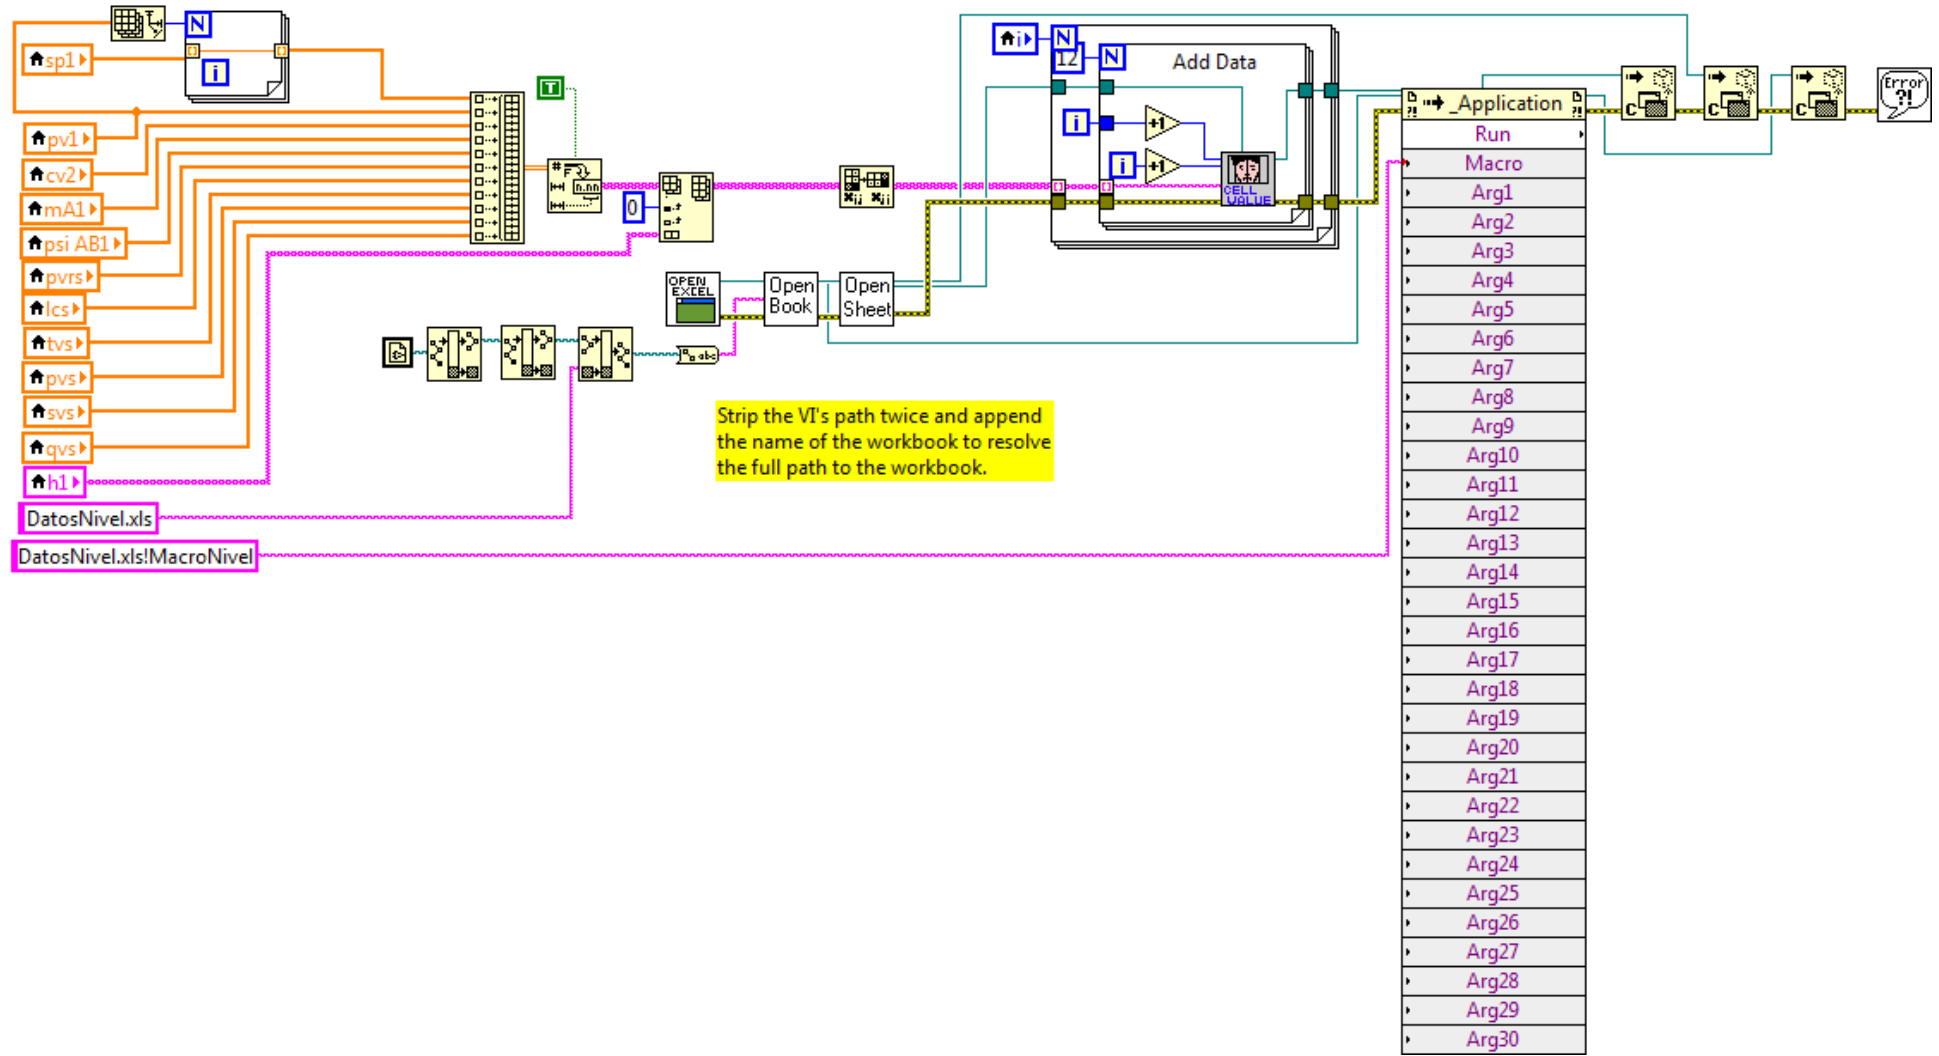 N
i
sp1
pv1
cv2
mA1
psi AB1
pvrs
lcs
tvs
pvs
svs
qvs
h1
DatosNivel.xls
DatosNivel.xls!MacroNivel
T
#
F
n.nn
0
OPEN
EXCEL
Open
Book
Open
Sheet
abc
Strip the VI's path twice and append
the name of the workbook to resolve
the full path to the workbook.
i
N
12
N
Add Data
i
+1
i
+1
CELL
VALUE
_Application
Run
Macro
Arg1
Arg2
Arg3
Arg4
Arg5
Arg6
Arg7
Arg8
Arg9
Arg10
Arg11
Arg12
Arg13
Arg14
Arg15
Arg16
Arg17
Arg18
Arg19
Arg20
Arg21
Arg22
Arg23
Arg24
Arg25
Arg26
Arg27
Arg28
Arg29
Arg30
C
C
C
Error
?!